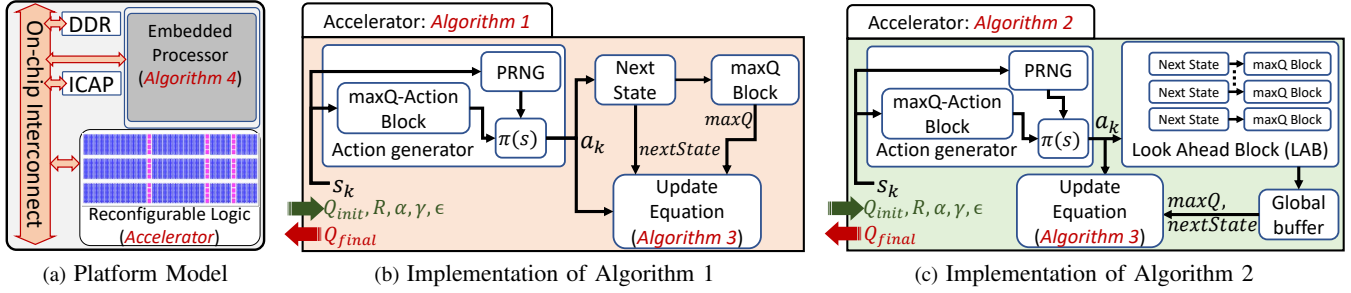 On-chip Interconnect
DDR
ICAP
Embedded
Processor
(Algorithm 4)
Reconfigurable Logic
(Accelerator)
(a) Platform Model
Accelerator: Algorithm 1
PRNG
maxQ-Action
Block
π(s)
Action generator
Next
State
maxQ
Block
a_k
nextState
maxQ
s_k
Q_init, R, α, γ, ϵ
Q_final
Update
Equation
(Algorithm 3)
(b) Implementation of Algorithm 1
Accelerator: Algorithm 2
PRNG
maxQ-Action
Block
π(s)
Action generator
a_k
Next State
maxQ Block
Next State
maxQ Block
Next State
maxQ Block
Look Ahead Block (LAB)
s_k
Q_init, R, α, γ, ϵ
Q_final
Update
Equation
(Algorithm 3)
maxQ,
nextState
Global
buffer
(c) Implementation of Algorithm 2